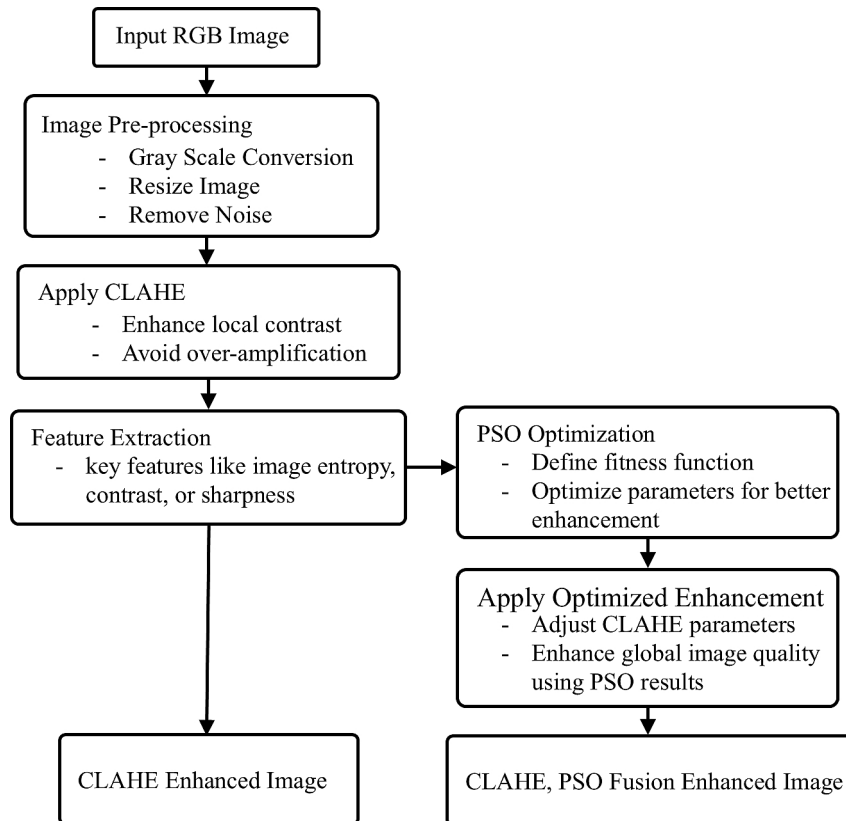 Input RGB Image
Image Pre-processing
- Gray Scale Conversion
- Resize Image
- Remove Noise
Apply CLAHE
- Enhance local contrast
- Avoid over-amplification
Feature Extraction
- key features like image entropy,
contrast, or sharpness
PSO Optimization
- Define fitness function
- Optimize parameters for better
enhancement
Apply Optimized Enhancement
- Adjust CLAHE parameters
- Enhance global image quality
using PSO results
CLAHE Enhanced Image
CLAHE, PSO Fusion Enhanced Image